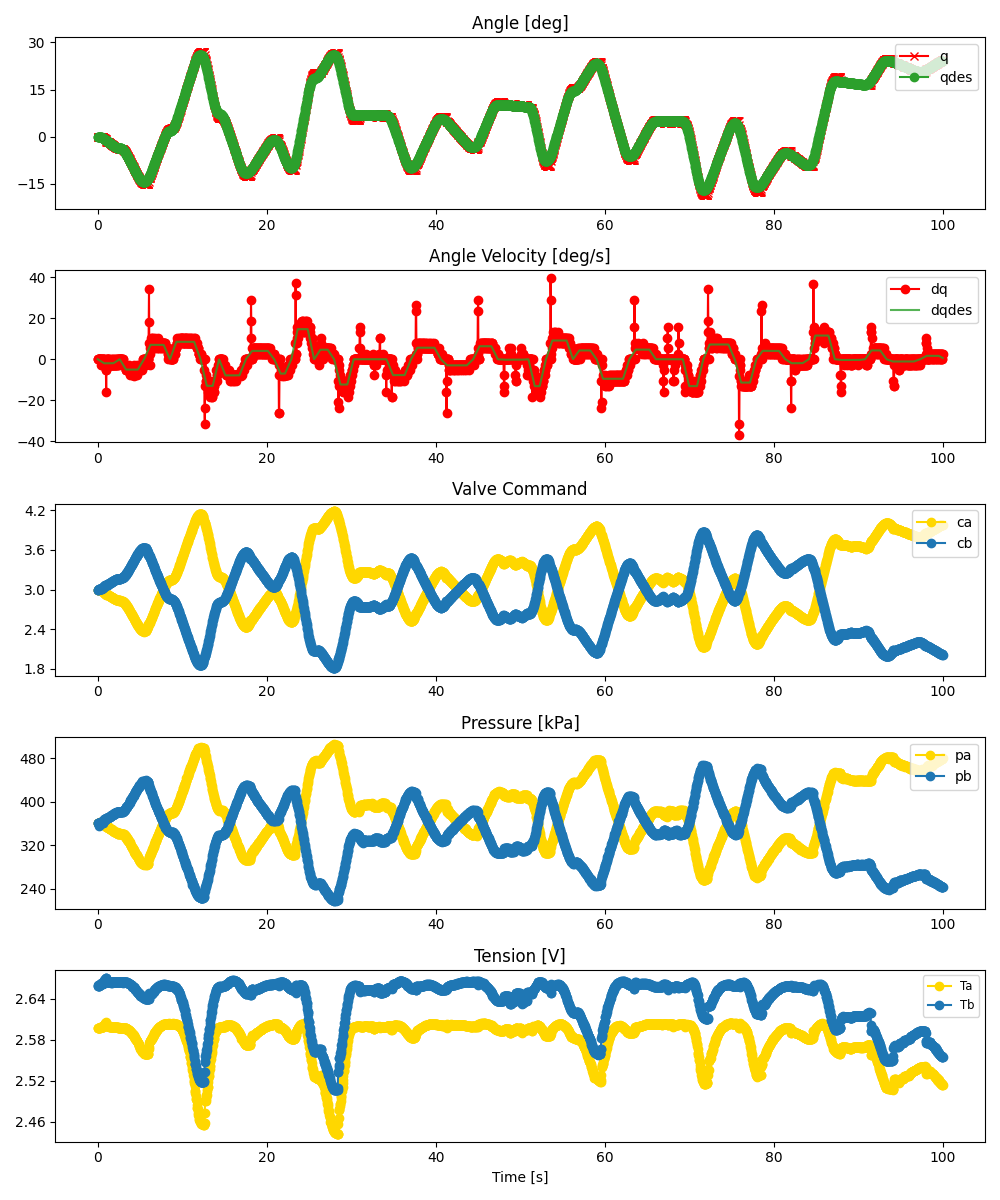 Angle [deg]
30
15
0
−15
q
qdes
0 20 40 60 80 100
Angle Velocity [deg/s]
40
20
0
−20
−40
dq
dqdes
0 20 40 60 80 100
Valve Command
4.2
3.6
3.0
2.4
1.8
ca
cb
0 20 40 60 80 100
Pressure [kPa]
480
400
320
240
pa
pb
0 20 40 60 80 100
Tension [V]
2.64
2.58
2.52
2.46
Ta
Tb
0 20 40 60 80 100
Time [s]